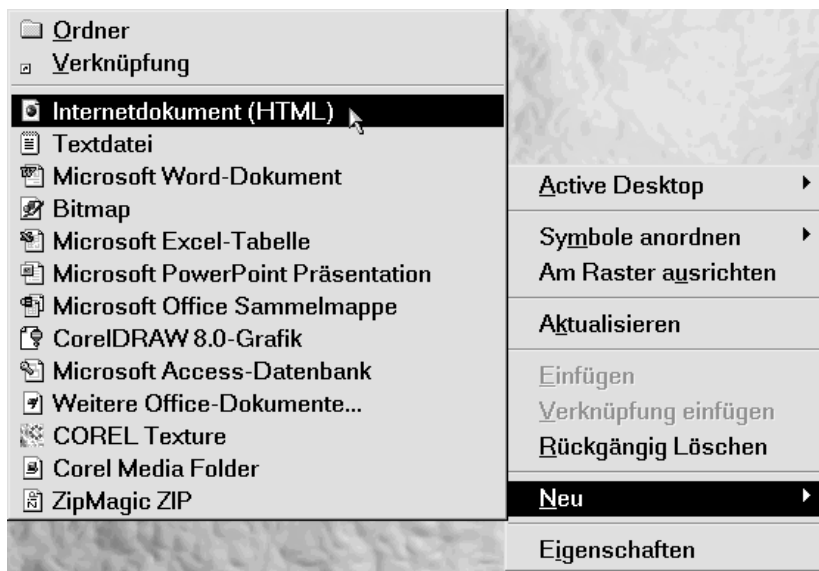 Ordner
Verknüpfung
Internetdokument (HTML)
Textdatei
Microsoft Word-Dokument
Bitmap
Microsoft Excel-Tabelle
Microsoft PowerPoint Präsentation
Microsoft Office Sammelmappe
CorelDRAW 8.0-Grafik
Microsoft Access-Datenbank
Weitere Office-Dokumente...
COREL Texture
Corel Media Folder
ZipMagic ZIP
Active Desktop
Symbole anordnen
Am Raster ausrichten
Aktualisieren
Einfügen
Verknüpfung einfügen
Rückgängig Löschen
Neu
Eigenschaften